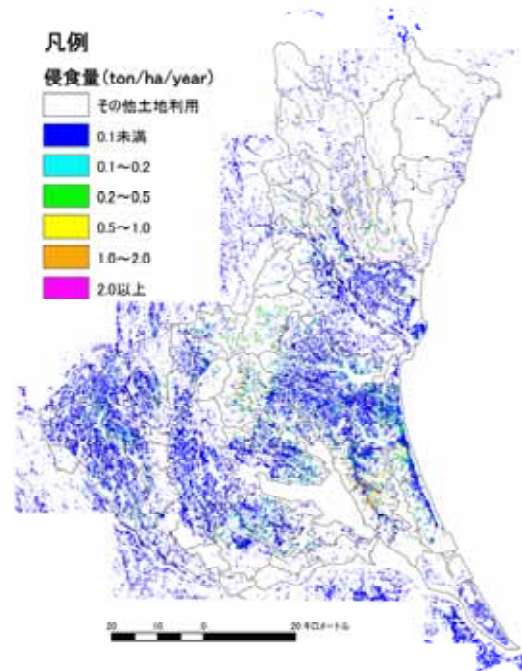 凡例
侵食量(ton/ha/year)
その他土地利用
0.1未満
0.1～0.2
0.2～0.5
0.5～1.0
1.0～2.0
2.0以上
20 10 0 20 キロメートル